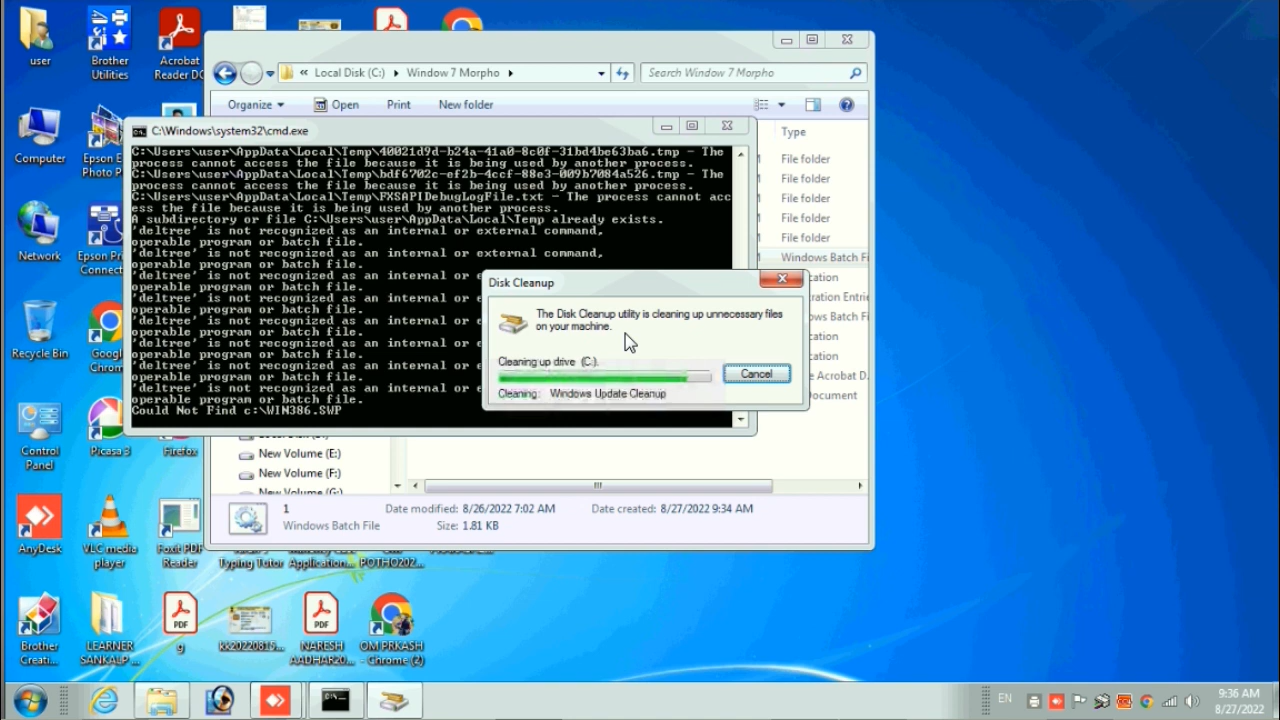 user
Brother
Utilities
Acrobat
Reader DC
Computer
Epson E
Photo P
Network
Epson Pr
Connect
Recycle Bin
Googl
Chrom
Control
Panel
Picasa 3
Firefox
AnyDesk
VLC media
player
Foxit PDF
Reader
Typing Tutor
Application...
POTHO202...
Brother
Creati...
LEARNER
SANKALP ...
g
kk20220815...
NARESH
AADHAR20...
OM PRKASH
- Chrome (2)
« Local Disk (C:) Window 7 Morpho
Search Window 7 Morpho
Organize Open Print New folder
Type
File folder
File folder
File folder
File folder
File folder
Windows Batch Fi
cation
ration Entrie
Windows Batch Fi
cation
cation
e Acrobat D.
Document
C:\Windows\system32\cmd.exe
C:\Users\user\AppData\Local\Temp\40021d9d-b24a-41a0-8c0f-31bd4be63ba6.tmp - The
process cannot access the file because it is being used by another process.
C:\Users\user\AppData\Local\Temp\bdf6702c-ef2b-4ccf-88e3-009b7084a526.tmp - The
process cannot access the file because it is being used by another process.
C:\Users\user\AppData\Local\Temp\FXSAPIDebugLogFile.txt - The process cannot acc
ess the file because it is being used by another process.
A subdirectory or file C:\Users\user\AppData\Local\Temp already exists.
'deltree' is not recognized as an internal or external command,
operable program or batch file.
'deltree' is not recognized as an internal or external command,
operable program or batch file.
'deltree' is not recognized as an internal or e
operable program or batch file.
'deltree' is not recognized as an internal or e
operable program or batch file.
'deltree' is not recognized as an internal or e
operable program or batch file.
'deltree' is not recognized as an internal or e
operable program or batch file.
'deltree' is not recognized as an internal or e
operable program or batch file.
'deltree' is not recognized as an internal or e
operable program or batch file.
Could Not Find c:\WIN386.SWP
Disk Cleanup
The Disk Cleanup utility is cleaning up unnecessary files
on your machine.
Cleaning up drive (C:).
Cancel
Cleaning: Windows Update Cleanup
New Volume (E:)
New Volume (F:)
New Volume (G:)
1 Date modified: 8/26/2022 7:02 AM Date created: 8/27/2022 9:34 AM
Windows Batch File Size: 1.81 KB
EN
9:36 AM
8/27/2022